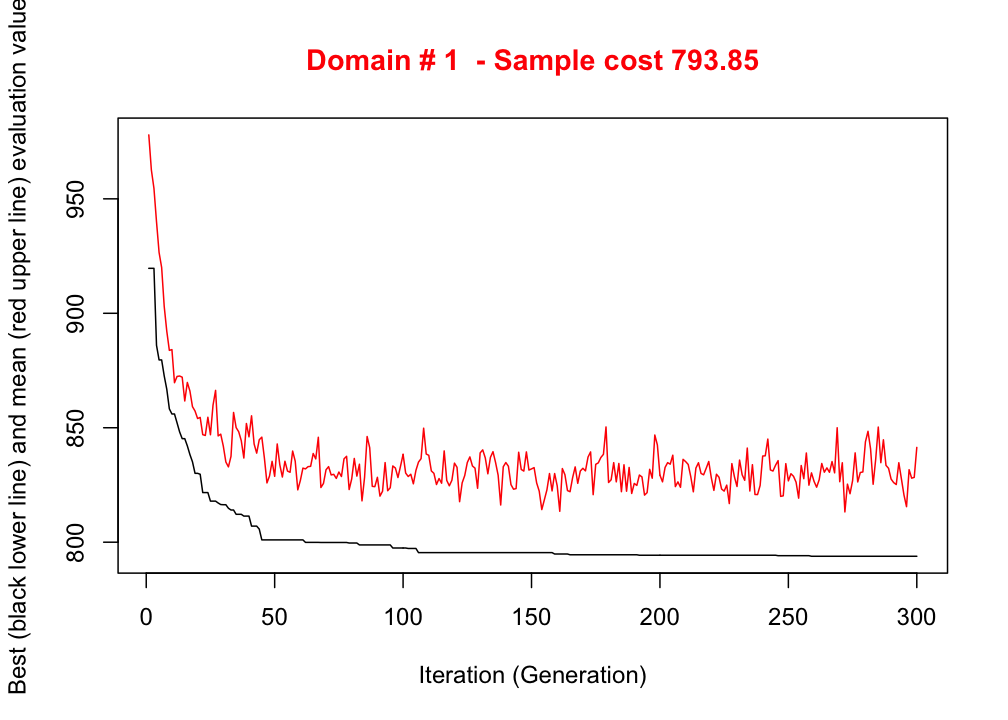 Domain # 1  - Sample cost 793.85
Best (black lower line) and mean (red upper line) evaluation value
950
900
850
800
0 50 100 150 200 250 300
Iteration (Generation)